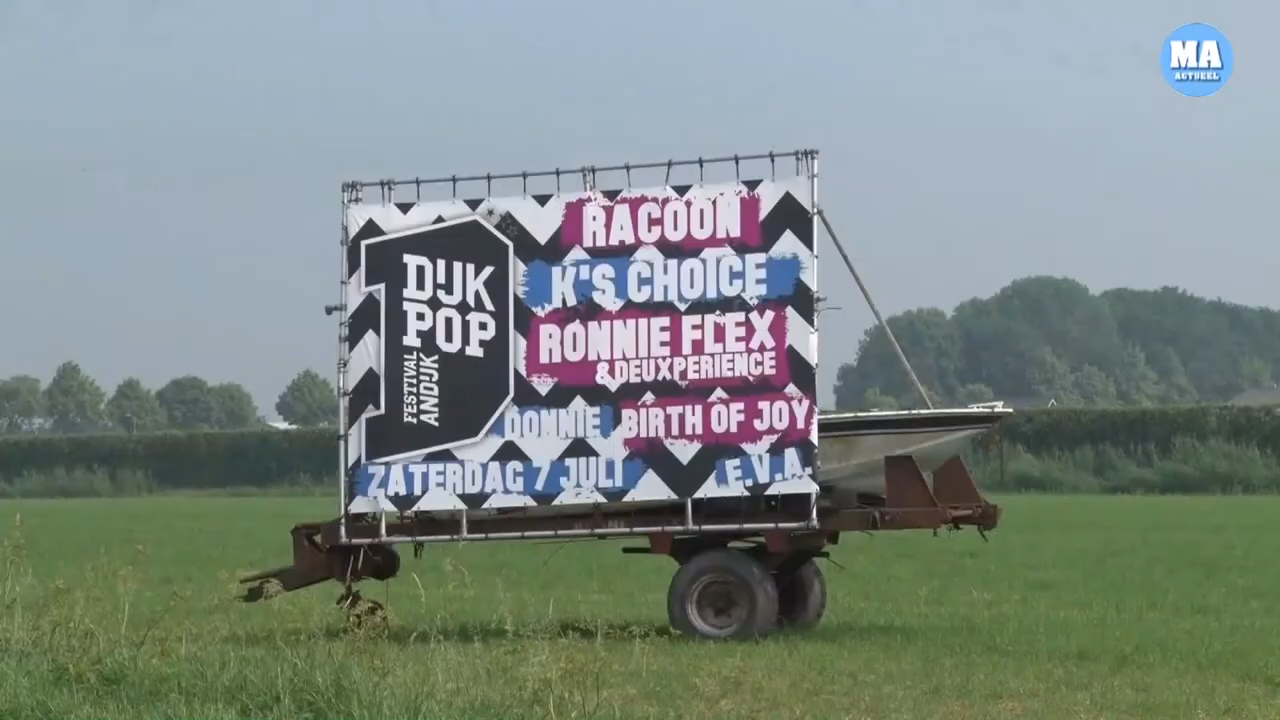 MA
ACTUEEL
DIJK
POP
FESTIVAL
ANDIJK
RACOON
K'S CHOICE
RONNIE FLEX
& DEUXPERIENCE
DONNIE BIRTH OF JOY
ZATERDAG 7 JULI E.V.A.